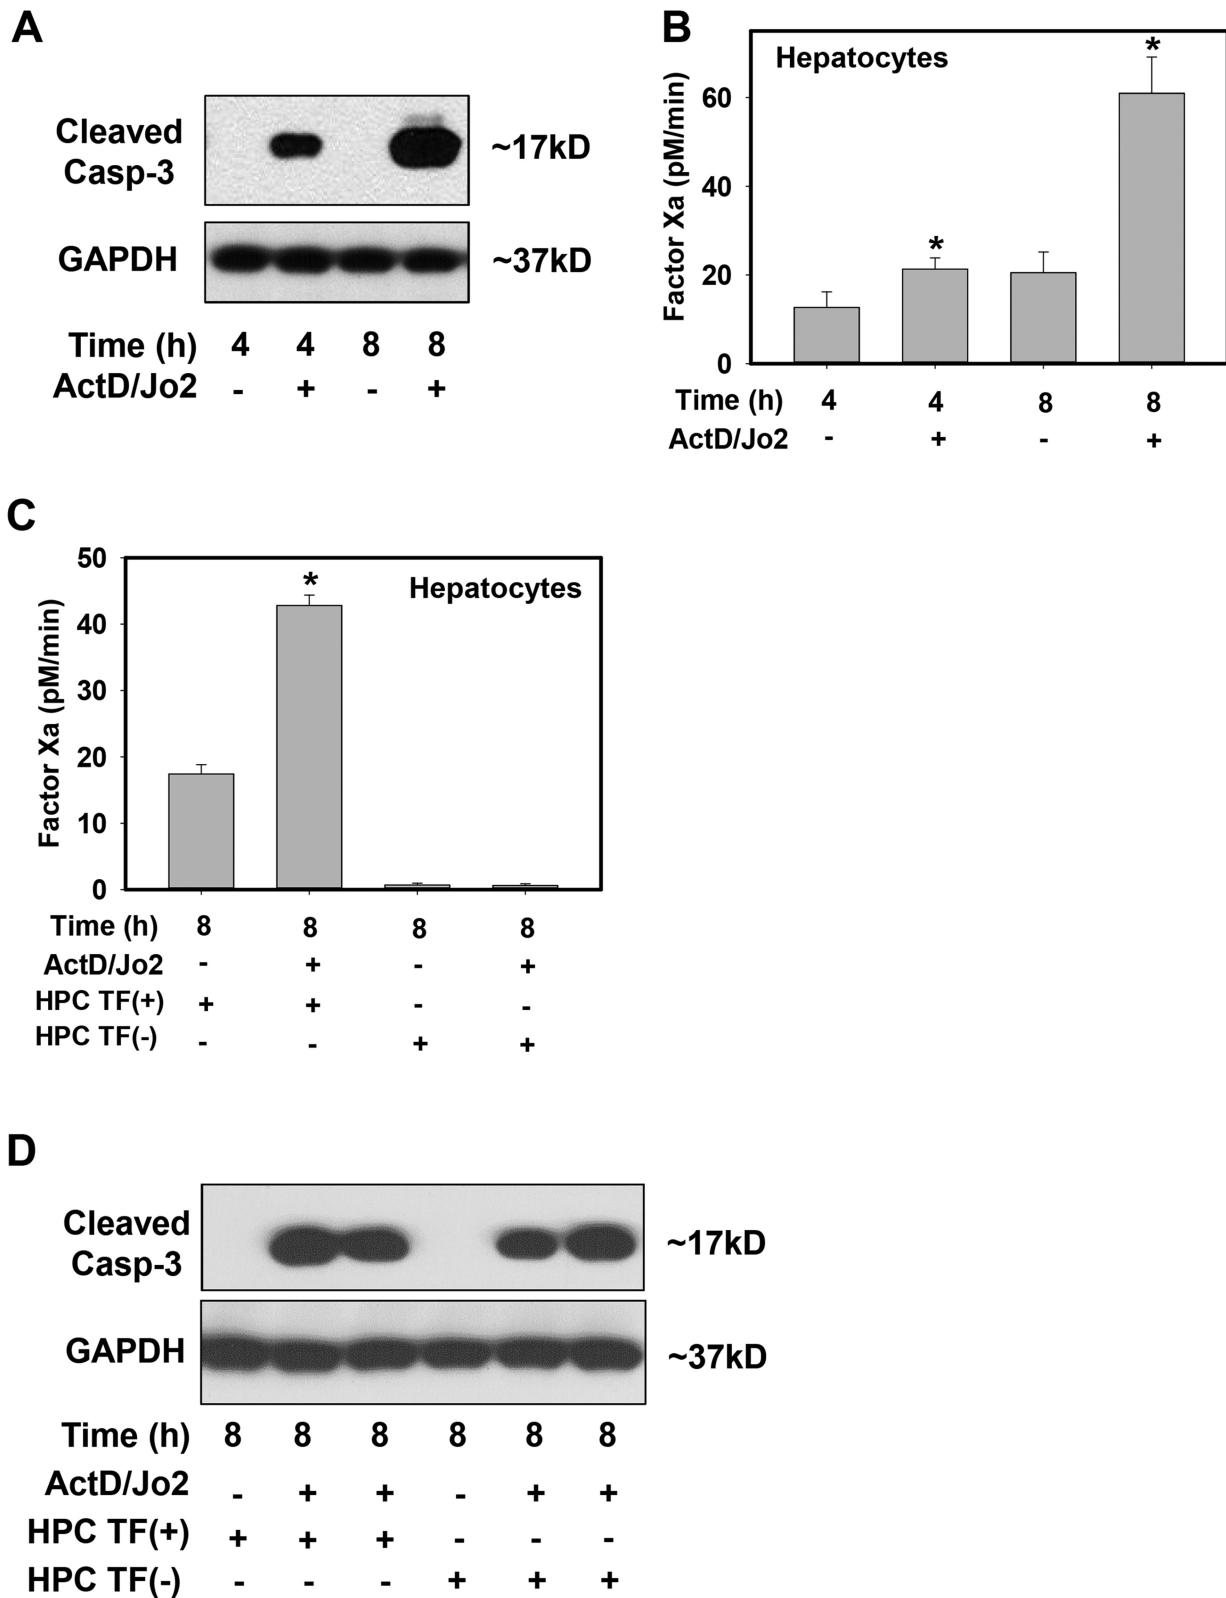 A
Cleaved
Casp-3
~17kD
GAPDH
~37kD
Time (h) 4 4 8 8
ActD/Jo2 - + - +
B
Hepatocytes
Factor Xa (pM/min)
60
40
20
0
* *
Time (h) 4 4 8 8
ActD/Jo2 - + - +
C
Hepatocytes
Factor Xa (pM/min)
50
40
30
20
10
0
*
Time (h) 8 8 8 8
ActD/Jo2 - + - +
HPC TF(+) + + - -
HPC TF(-) - - + +
D
Cleaved
Casp-3
~17kD
GAPDH
~37kD
Time (h) 8 8 8 8 8 8
ActD/Jo2 - + + - + +
HPC TF(+) + + + - - -
HPC TF(-) - - - + + +